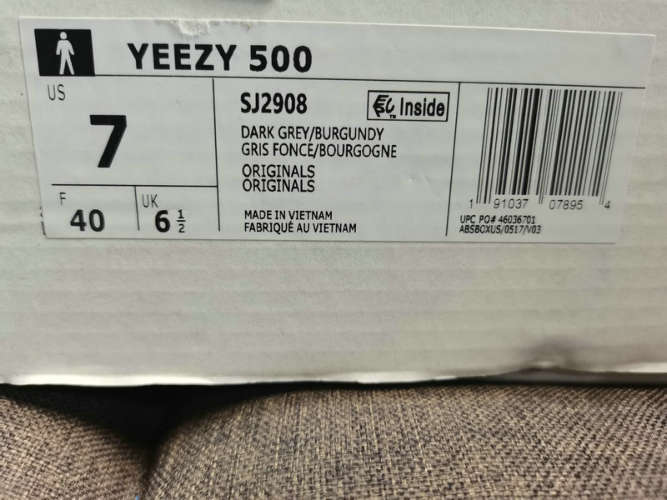 YEEZY 500
US
7
F
40
UK
6 1/2
SJ2908
Inside
DARK GREY/BURGUNDY
GRIS FONCE/BOURGOGNE
ORIGINALS
ORIGINALS
MADE IN VIETNAM
FABRIQUÉ AU VIETNAM
1 91037 07895 4
UPC PO# 46036701
ABSBOXUS/0517/V03